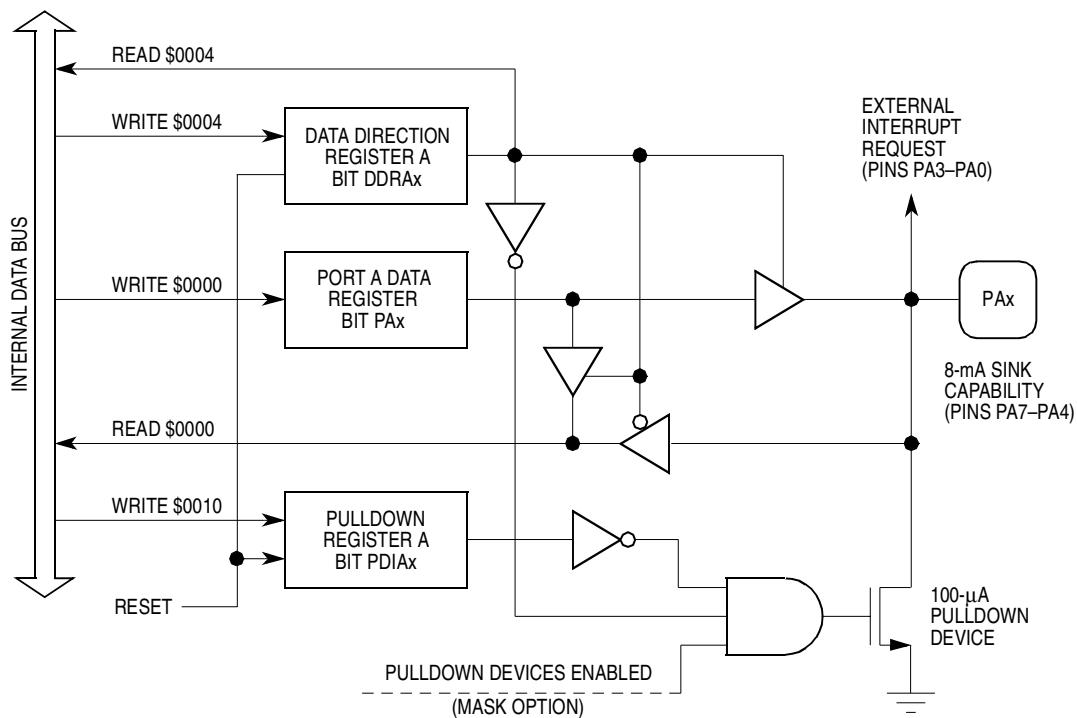 READ $0004
WRITE $0004
DATA DIRECTION
REGISTER A
BIT DDRAx
EXTERNAL
INTERRUPT
REQUEST
(PINS PA3–PA0)
INTERNAL DATA BUS
WRITE $0000
PORT A DATA
REGISTER
BIT PAx
PAx
8-mA SINK
CAPABILITY
(PINS PA7–PA4)
READ $0000
WRITE $0010
PULLDOWN
REGISTER A
BIT PDIAx
RESET
100-µA
PULLDOWN
DEVICE
PULLDOWN DEVICES ENABLED
(MASK OPTION)